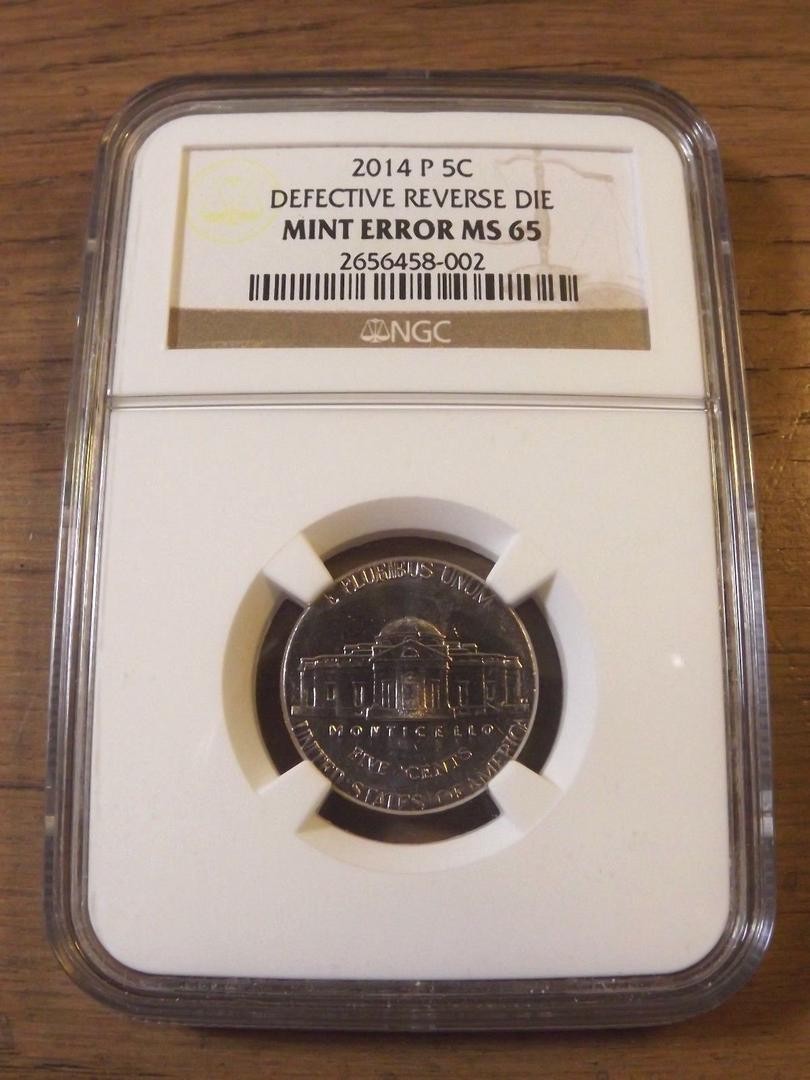 2014 P 5C
DEFECTIVE REVERSE DIE
MINT ERROR MS 65
2656458-002
NGC
E PLURIBUS UNUM
MONTICELLO
FIVE CENTS
UNITED STATES OF AMERICA